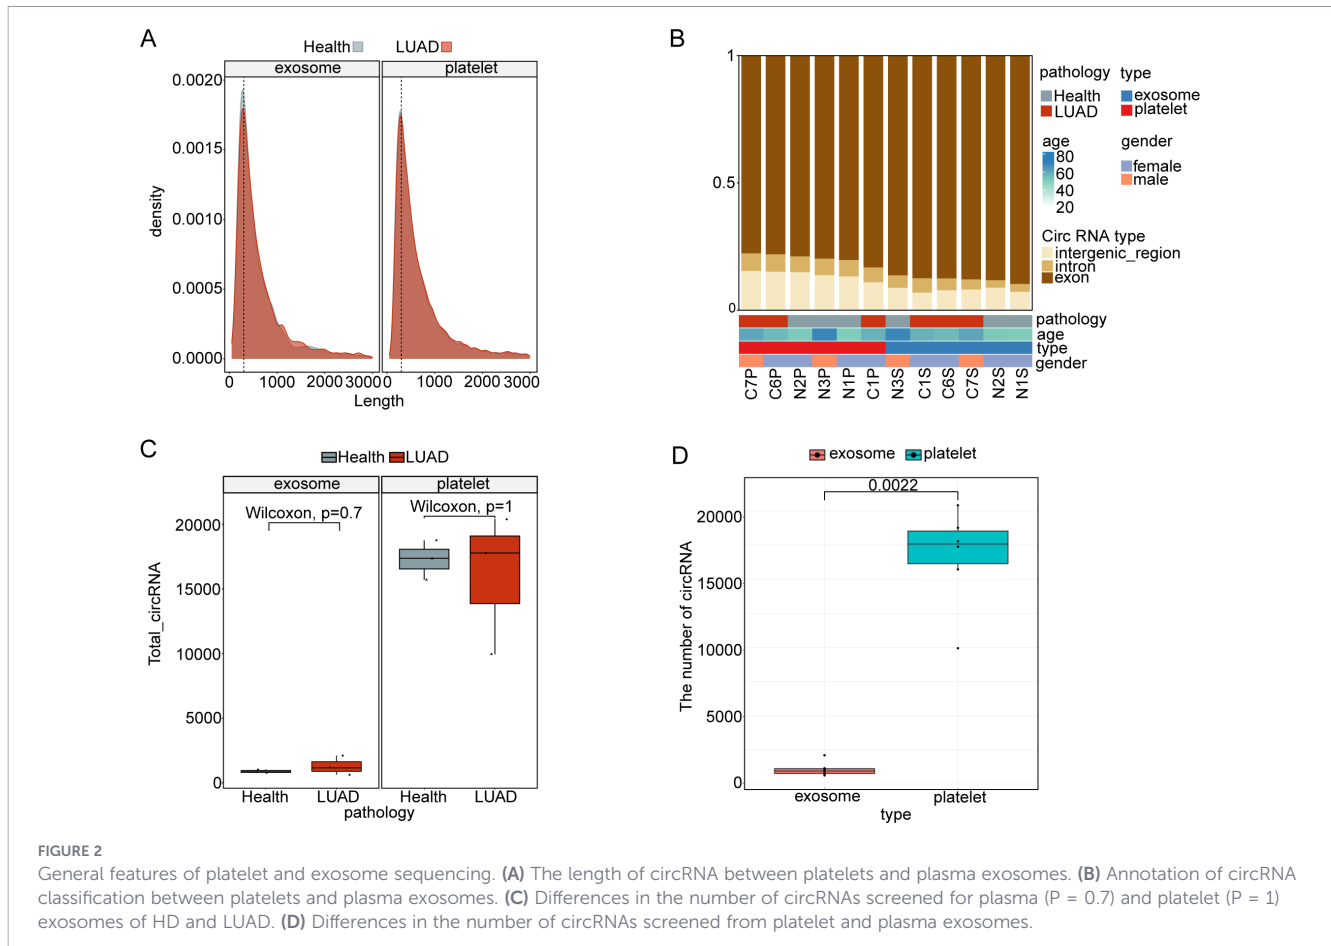 A
Health LUAD
exosome platelet
0.0020
0.0015
0.0010
0.0005
0.0000
density
0 1000 2000 3000 0 1000 2000 3000
Length
B
1
0.5
0
pathology type
Health exosome
LUAD platelet
age gender
80
60 female
40 male
20
Circ RNA type
intergenic_region
intron
exon
pathology
age
type
gender
C7P C6P N2P N3P N1P C1P N3S C1S C6S C7S N2S N1S
C
Health LUAD
exosome platelet
Wilcoxon, p=0.7 Wilcoxon, p=1
20000
15000
10000
5000
0
Total_circRNA
Health LUAD Health LUAD
pathology
D
exosome platelet
0.0022
20000
15000
10000
5000
0
The number of circRNA
exosome platelet
type
FIGURE 2
General features of platelet and exosome sequencing. (A) The length of circRNA between platelets and plasma exosomes. (B) Annotation of circRNA
classification between platelets and plasma exosomes. (C) Differences in the number of circRNAs screened for plasma (P = 0.7) and platelet (P = 1)
exosomes of HD and LUAD. (D) Differences in the number of circRNAs screened from platelet and plasma exosomes.